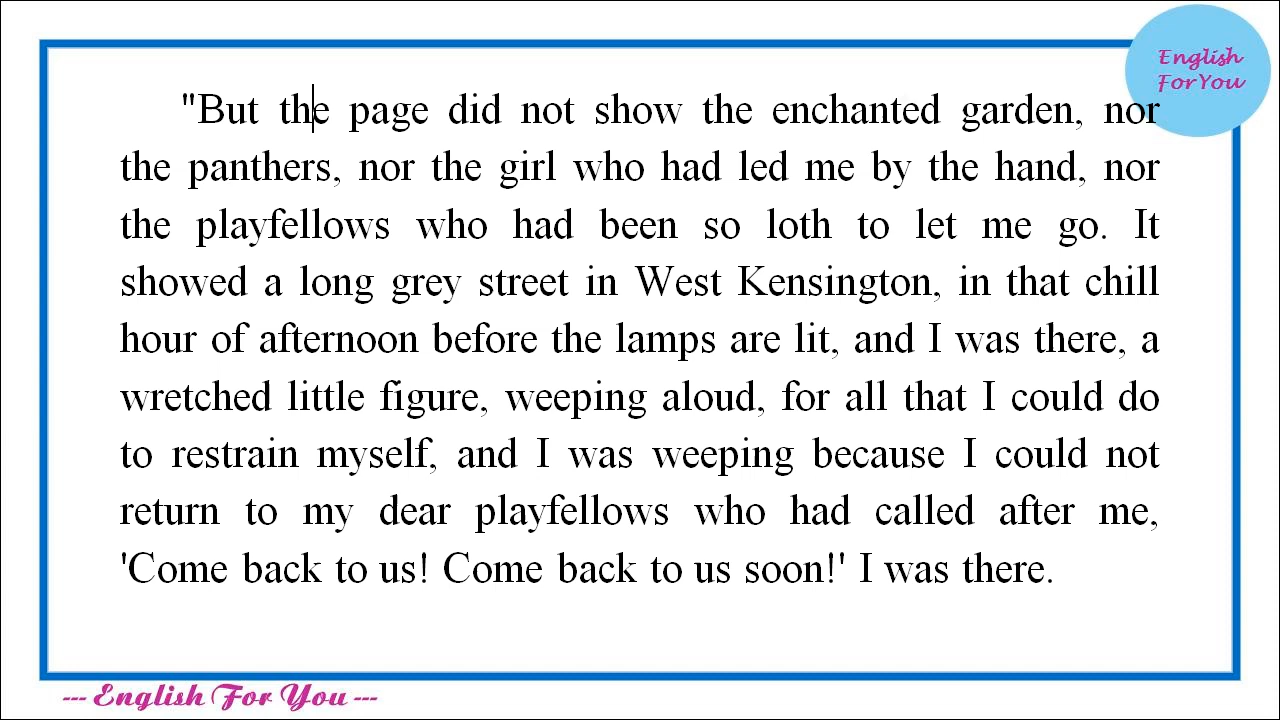 English
ForYou
"But the page did not show the enchanted garden, nor
the panthers, nor the girl who had led me by the hand, nor
the playfellows who had been so loth to let me go. It
showed a long grey street in West Kensington, in that chill
hour of afternoon before the lamps are lit, and I was there, a
wretched little figure, weeping aloud, for all that I could do
to restrain myself, and I was weeping because I could not
return to my dear playfellows who had called after me,
'Come back to us! Come back to us soon!' I was there.
--- English For You ---